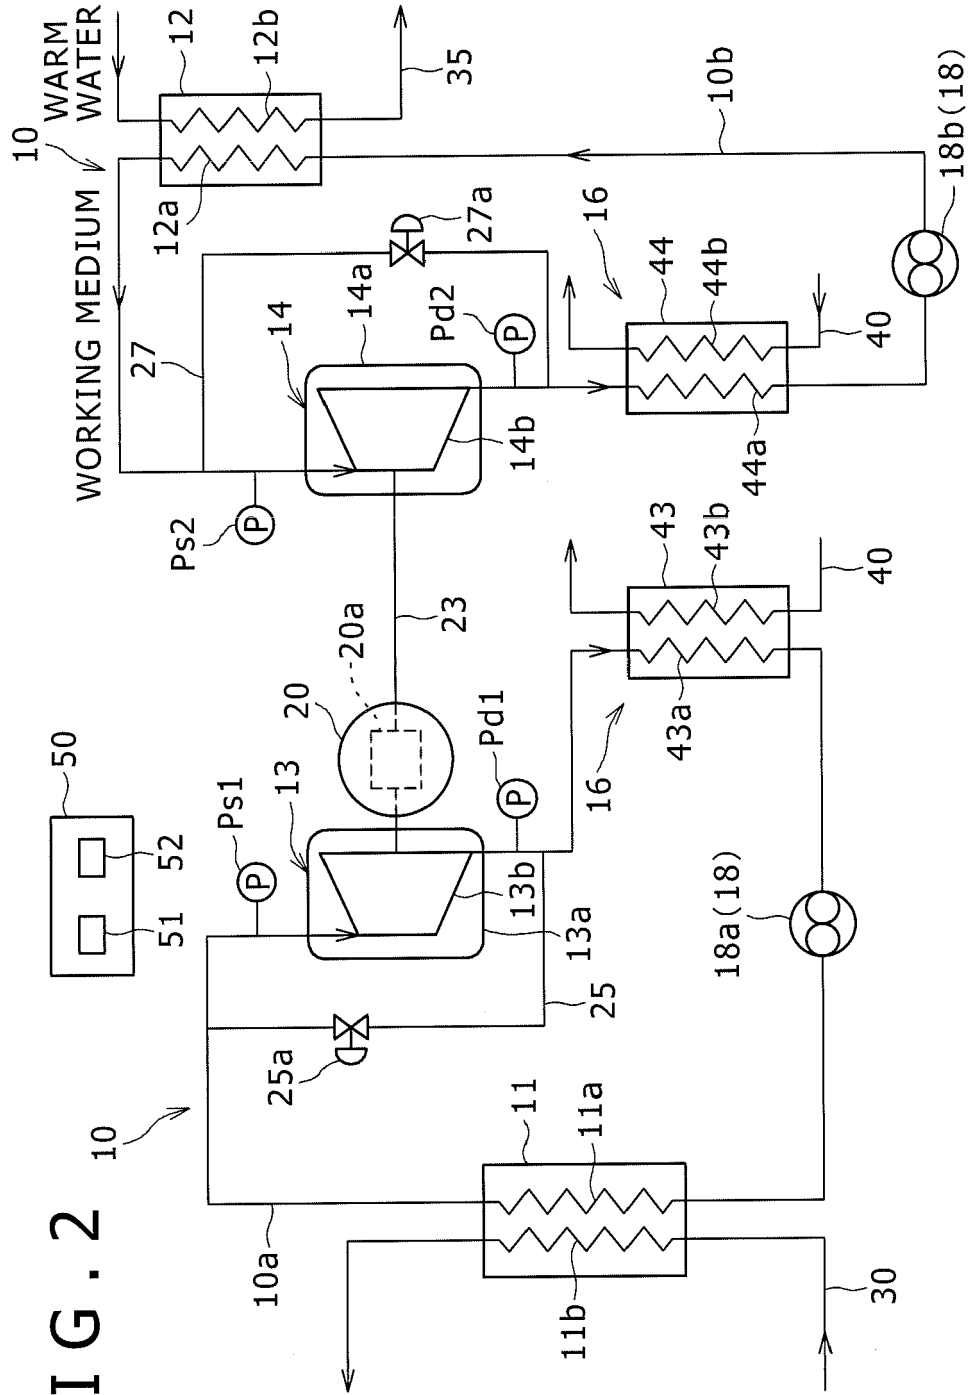 I G . 2
10
50
WARM
WATER
WORKING MEDIUM
10
51
52
27
12a
12
Ps2
Ps1
10a
25a
13
20
14
12b
20a
14a
Pd2
P
P
P
P
23
Pd1
27a
35
13b
14b
11
13a
11b
11a
25
16
16
43a
43
44
43b
44b
18a(18)
44a
10b
30
40
40
18b(18)